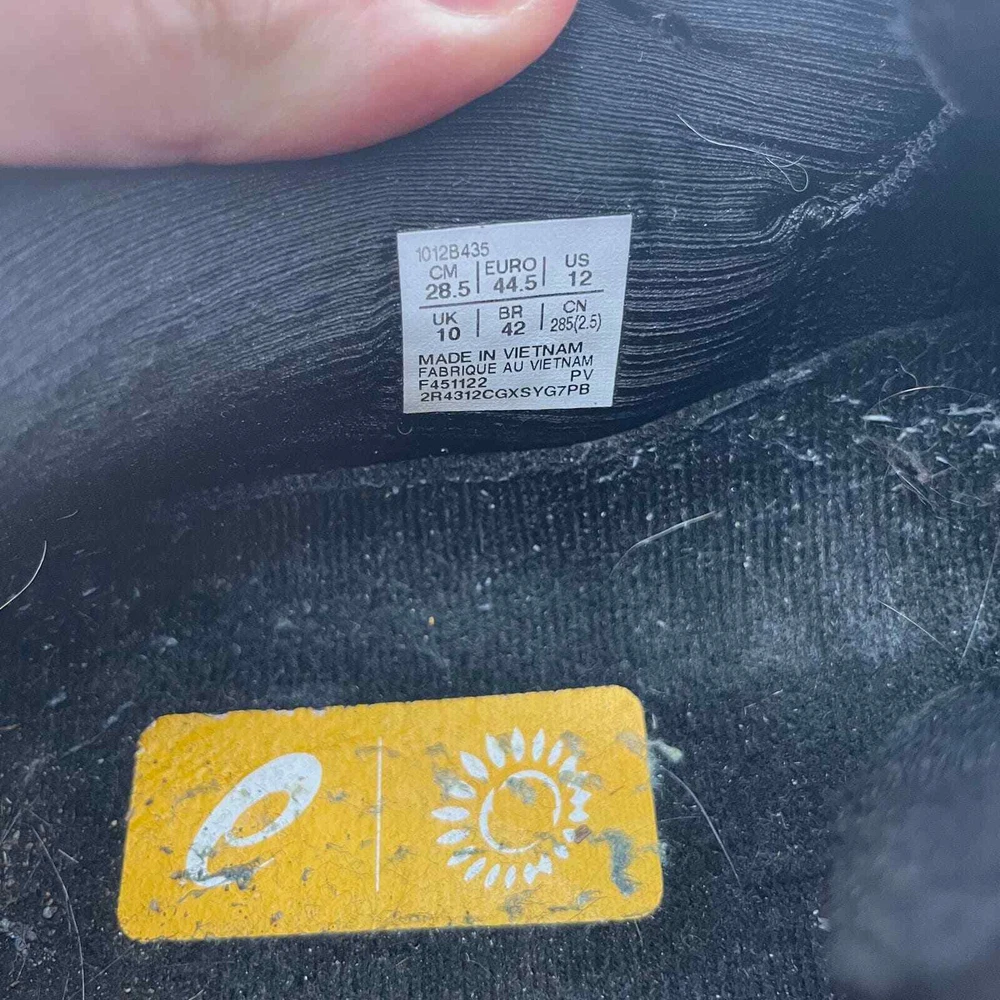 1012B435
CM EURO US
28.5 44.5 12
UK BR CN
10 42 285(2.5)
MADE IN VIETNAM
FABRIQUE AU VIETNAM
F451122 PV
2R4312CGXSYG7PB